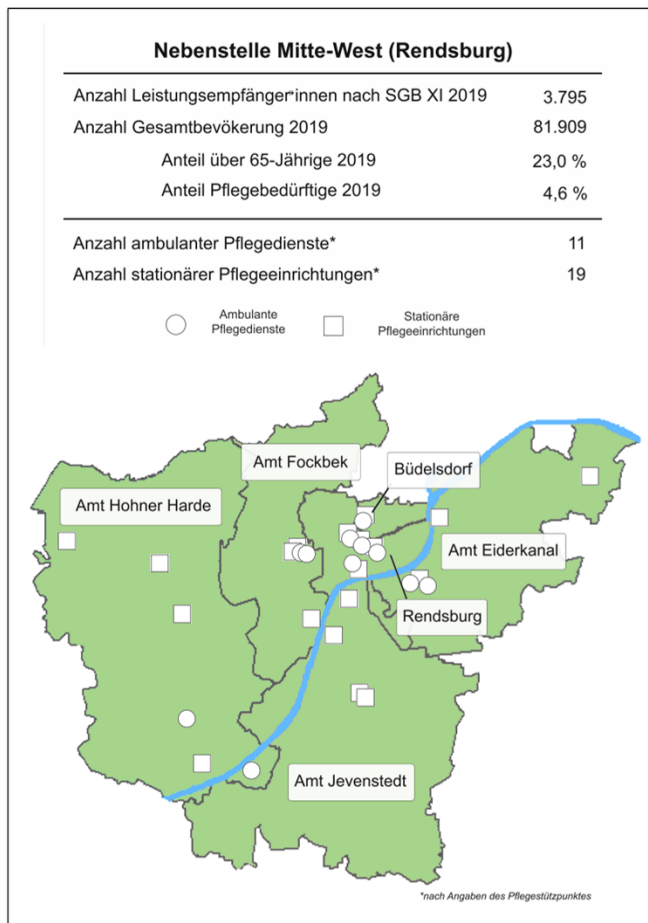 Nebenstelle Mitte-West (Rendsburg)
Anzahl Leistungsempfänger*innen nach SGB XI 2019 3.795
Anzahl Gesamtbevökerung 2019 81.909
Anteil über 65-Jährige 2019 23,0 %
Anteil Pflegebedürftige 2019 4,6 %
Anzahl ambulanter Pflegedienste* 11
Anzahl stationärer Pflegeeinrichtungen* 19
Ambulante
Pflegedienste
Stationäre
Pflegeeinrichtungen
Amt Fockbek
Büdelsdorf
Amt Hohner Harde
Amt Eiderkanal
Rendsburg
Amt Jevenstedt
*nach Angaben des Pflegestützpunktes